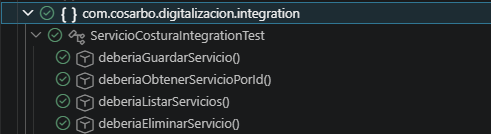 { } com.cosarbo.digitalizacion.integration
ServicioCosturaIntegrationTest
deberiaGuardarServicio()
deberiaObtenerServicioPorId()
deberiaListarServicios()
deberiaEliminarServicio()